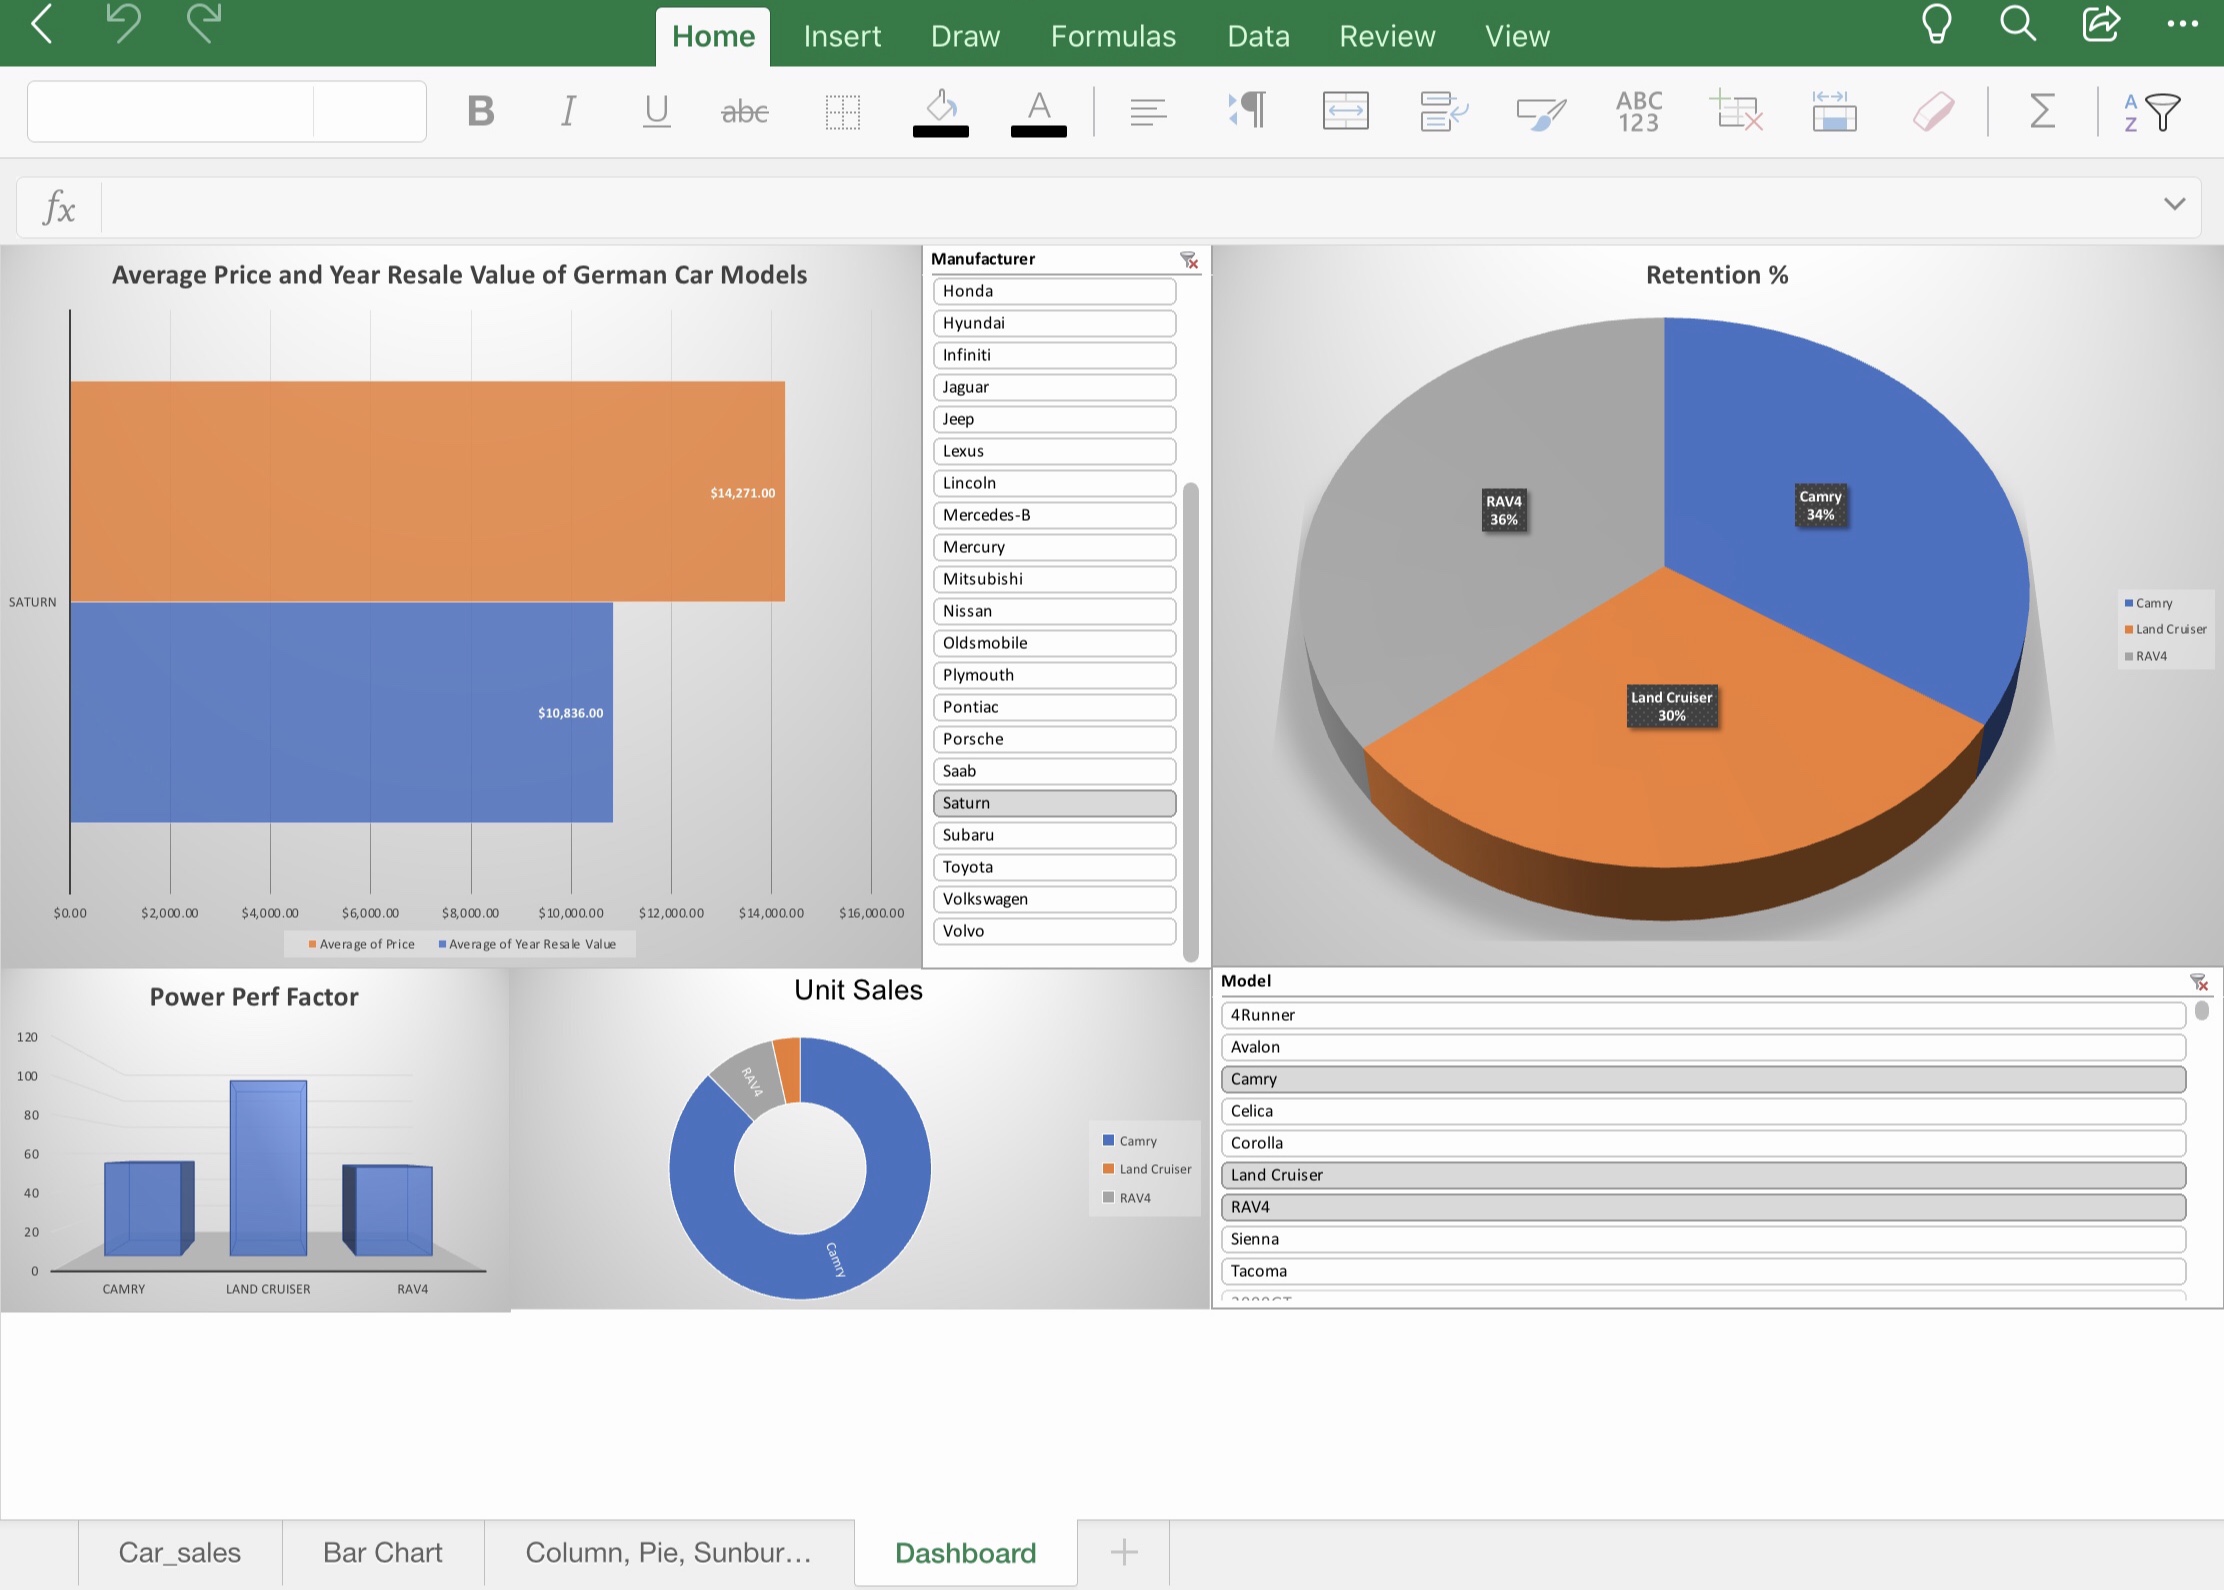 Home
Insert
Draw
Formulas
Data
Review
View
B
I
U
abc
A
ABC
123
Σ
A
Z
fx
Average Price and Year Resale Value of German Car Models
$14,271.00
SATURN
$10,836.00
$0.00
$2,000.00
$4,000.00
$6,000.00
$8,000.00
$10,000.00
$12,000.00
$14,000.00
$16,000.00
Average of Price
Average of Year Resale Value
Manufacturer
Honda
Hyundai
Infiniti
Jaguar
Jeep
Lexus
Lincoln
Mercedes-B
Mercury
Mitsubishi
Nissan
Oldsmobile
Plymouth
Pontiac
Porsche
Saab
Saturn
Subaru
Toyota
Volkswagen
Volvo
Retention %
RAV4
36%
Camry
34%
Land Cruiser
30%
Camry
Land Cruiser
RAV4
Power Perf Factor
120
100
80
60
40
20
0
CAMRY
LAND CRUISER
RAV4
Unit Sales
RAV4
Camry
Camry
Land Cruiser
RAV4
Model
4Runner
Avalon
Camry
Celica
Corolla
Land Cruiser
RAV4
Sienna
Tacoma
Car_sales
Bar Chart
Column, Pie, Sunbur...
Dashboard